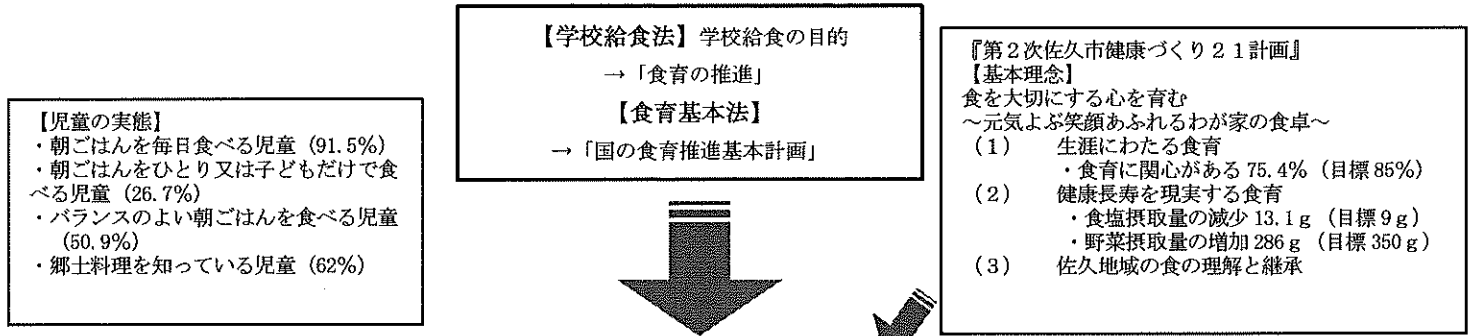 【学校給食法】学校給食の目的
→「食育の推進」
【食育基本法】
→「国の食育推進基本計画」
【児童の実態】
・朝ごはんを毎日食べる児童（91.5%）
・朝ごはんをひとり又は子どもだけで食
べる児童（26.7%）
・バランスのよい朝ごはんを食べる児童
（50.9%）
・郷土料理を知っている児童（62%）
『第２次佐久市健康づくり２１計画』
【基本理念】
食を大切にする心を育む
～元気よぶ笑顔あふれるわが家の食卓～
（1）　生涯にわたる食育
・食育に関心がある 75.4%（目標 85%）
（2）　健康長寿を現実する食育
・食塩摂取量の減少 13.1ｇ（目標 9ｇ）
・野菜摂取量の増加 286ｇ（目標 350ｇ）
（3）　佐久地域の食の理解と継承